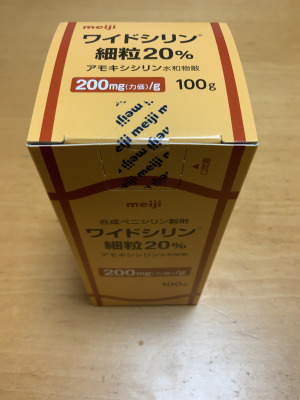 meiji
ワイドシリン®
細粒20%
アモキシシリン水和物散
200mg(力価)/g 100g
meiji meiji meiji
meiji
合成ペニシリン製剤
ワイドシリン®
細粒20%
アモキシシリン水和物散
200mg(力価)/g
100g